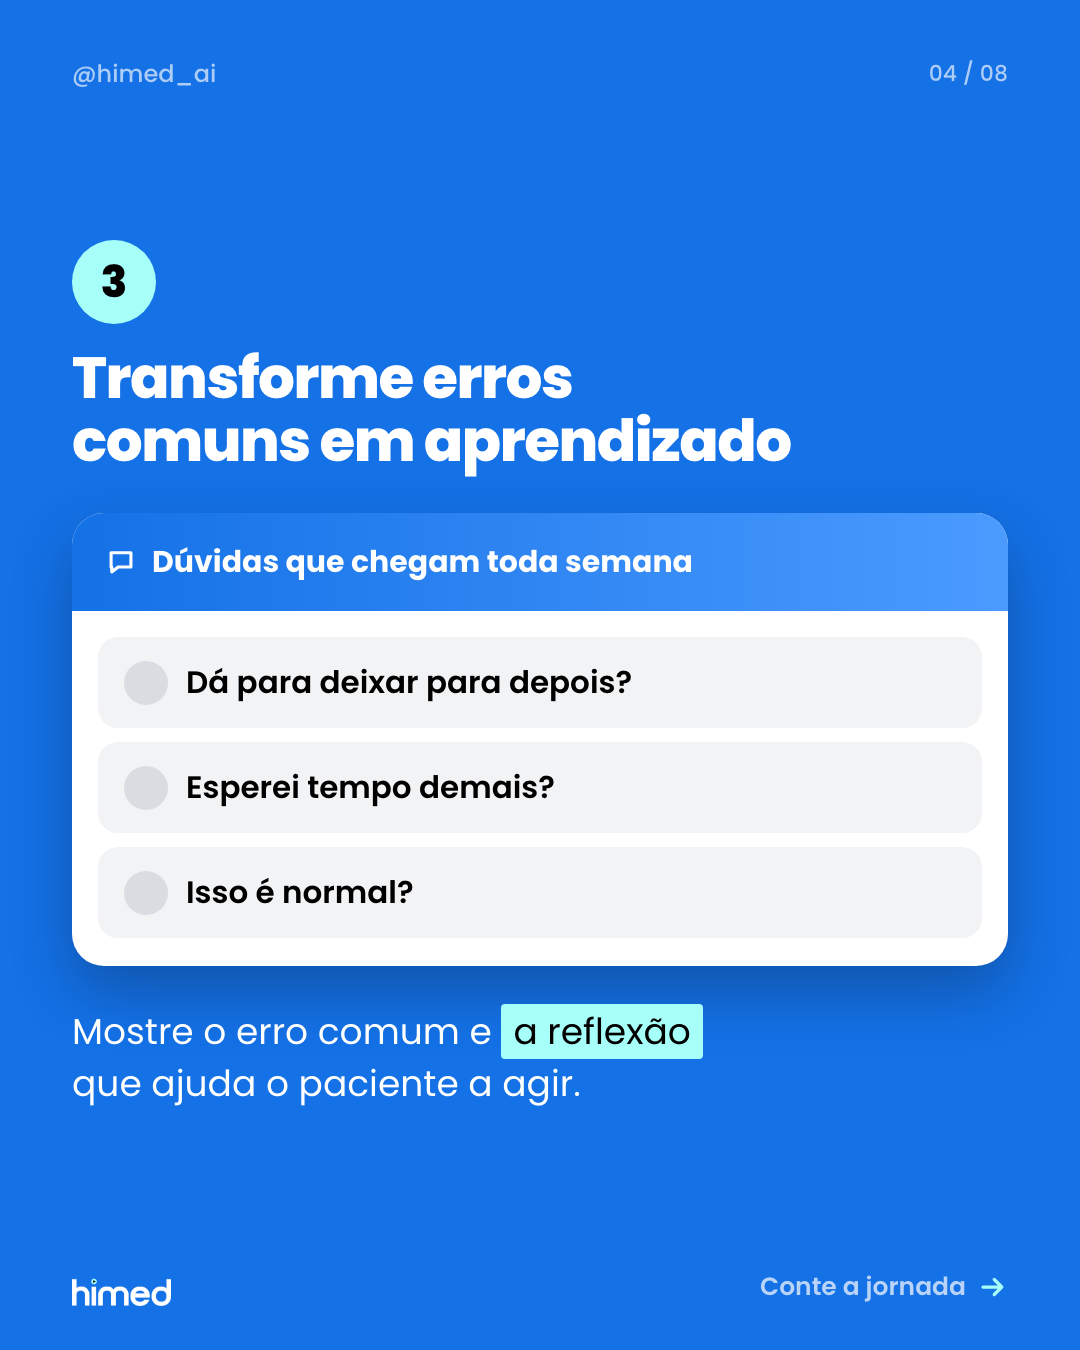 @himed_ai
04 / 08
3
Transforme erros
comuns em aprendizado
Dúvidas que chegam toda semana
Dá para deixar para depois?
Esperei tempo demais?
Isso é normal?
Mostre o erro comum e a reflexão
que ajuda o paciente a agir.
himed
Conte a jornada →